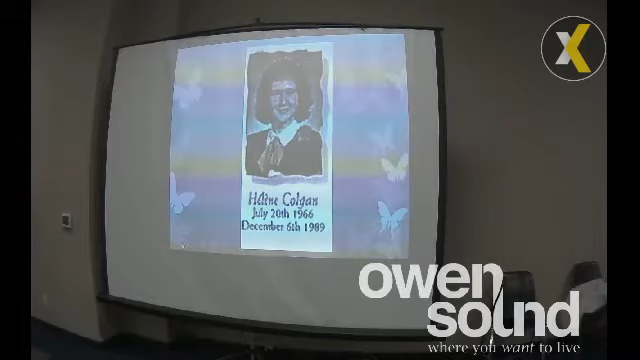 X
Hélène Colgan
July 20th 1966
December 6th 1989
owen
sound
where you want to live